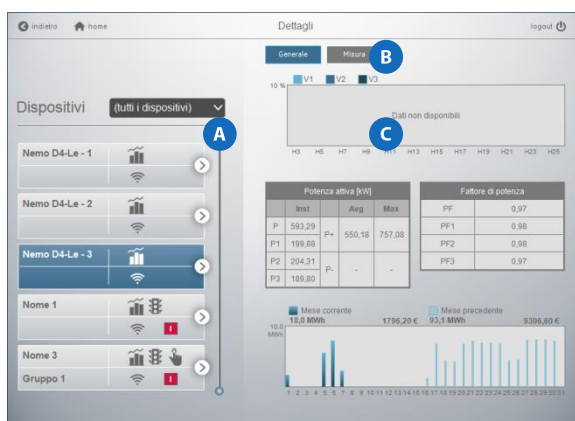 indietro home Dettagli logout
Generale Misura B
V1 V2 V3
10 %
Dati non disponibili
C
H3 H5 H7 H9 H11 H13 H15 H17 H19 H21 H23 H25
Dispositivi (tutti i dispositivi)
A
Nemo D4-Le - 1
Nemo D4-Le - 2
Nemo D4-Le - 3
Nome 1
I
Nome 3
Gruppo 1 I
Potenza attiva [kW]
Inst Avg Max
P 593,29 P+ 550,18 757,08
P1 199,88
P2 204,31 P- - -
P3 189,80
Fattore di potenza
PF 0,97
PF1 0,98
PF2 0,98
PF3 0,97
Mese corrente Mese precedente
18,0 MWh 1796,20 € 93,1 MWh 9306,80 €
10.0
MWh
1 2 3 4 5 6 7 8 9 10 11 12 13 14 15 16 17 18 19 20 21 22 23 24 25 26 27 28 29 30 31